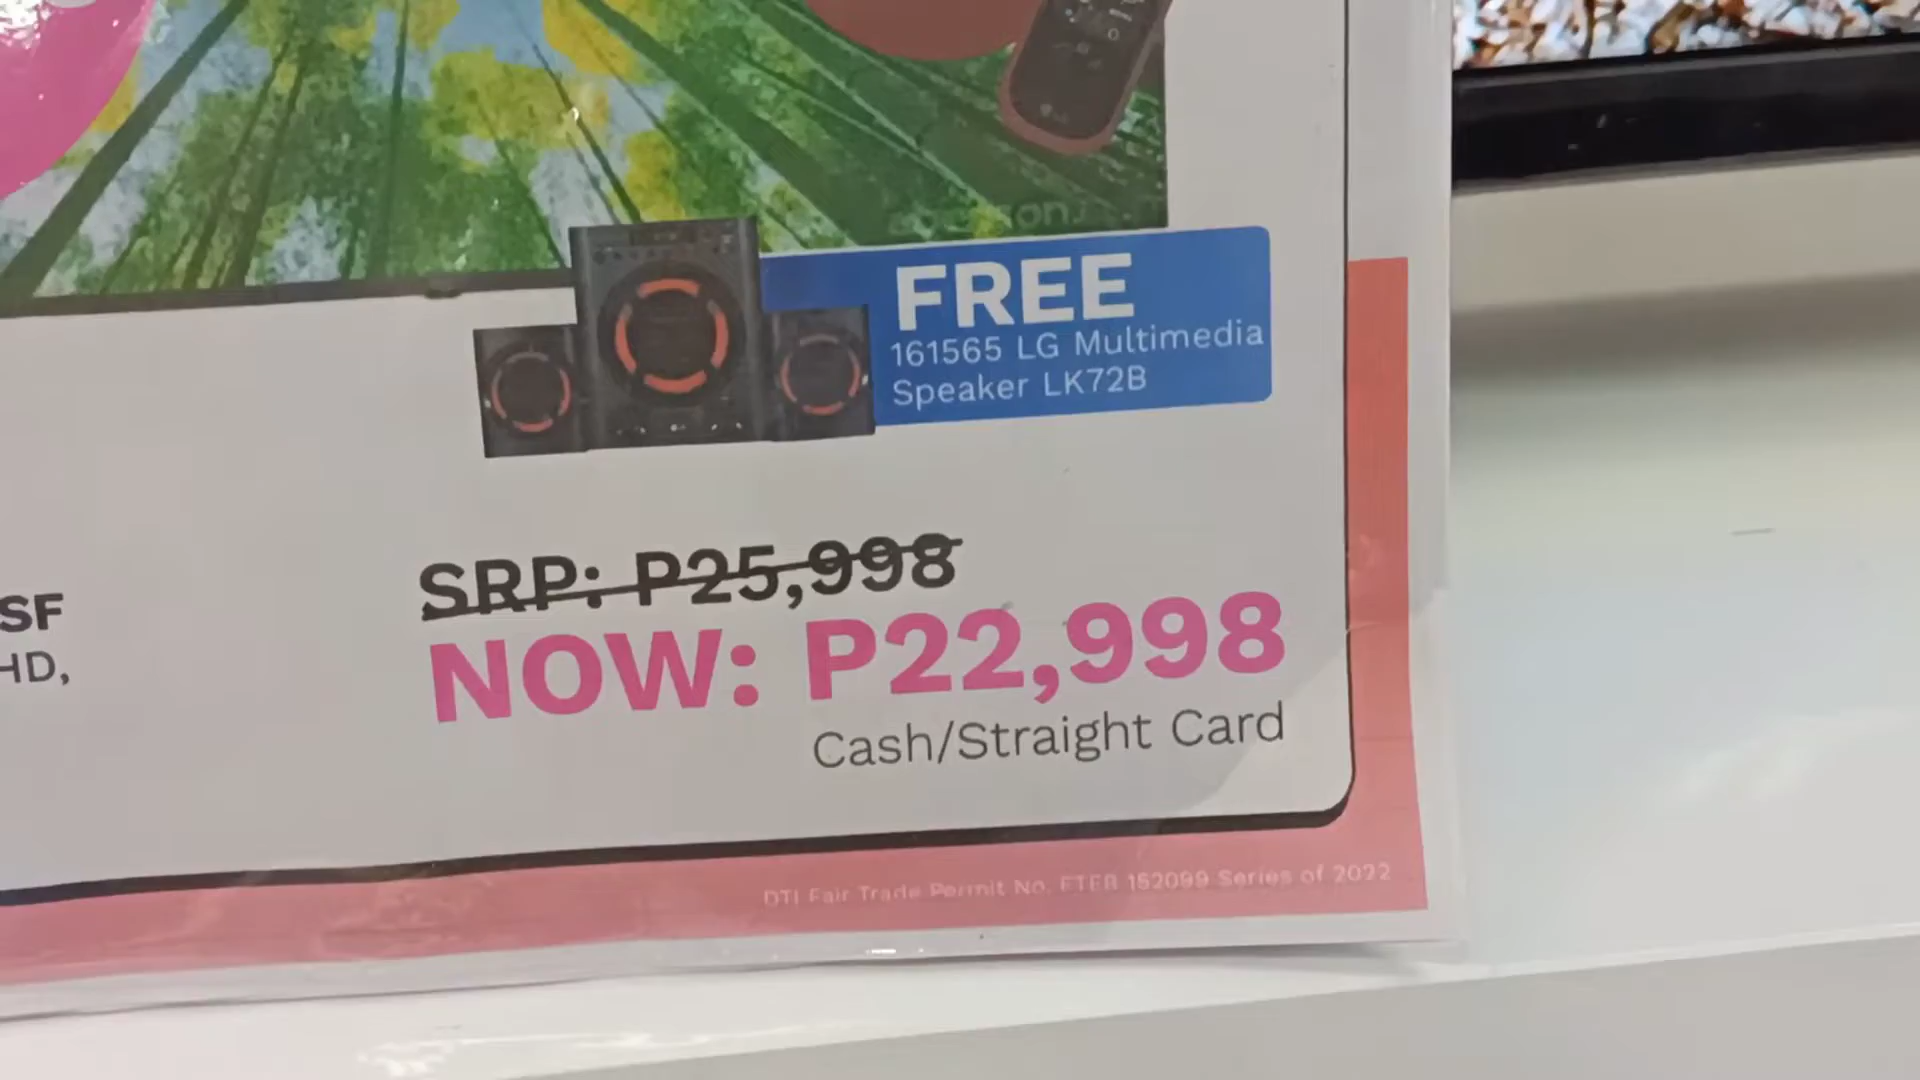 FREE
161565 LG Multimedia
Speaker LK72B
SRP: P25,998
SF
HD,
NOW: P22,998
Cash/Straight Card
DTI Fair Trade Permit No. FTEB 152099 Series of 2022